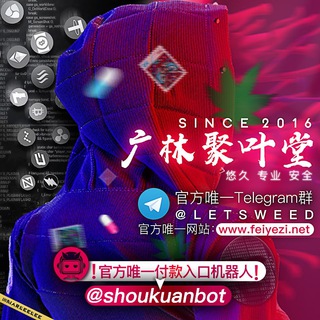 SINCE 2016
广林聚叶堂
悠久 专业 安全
官方唯一Telegram群
@LETSWEED
官方唯一网站:www.feiyezi.net
!官方唯一付款入口机器人!
@shoukuanbot